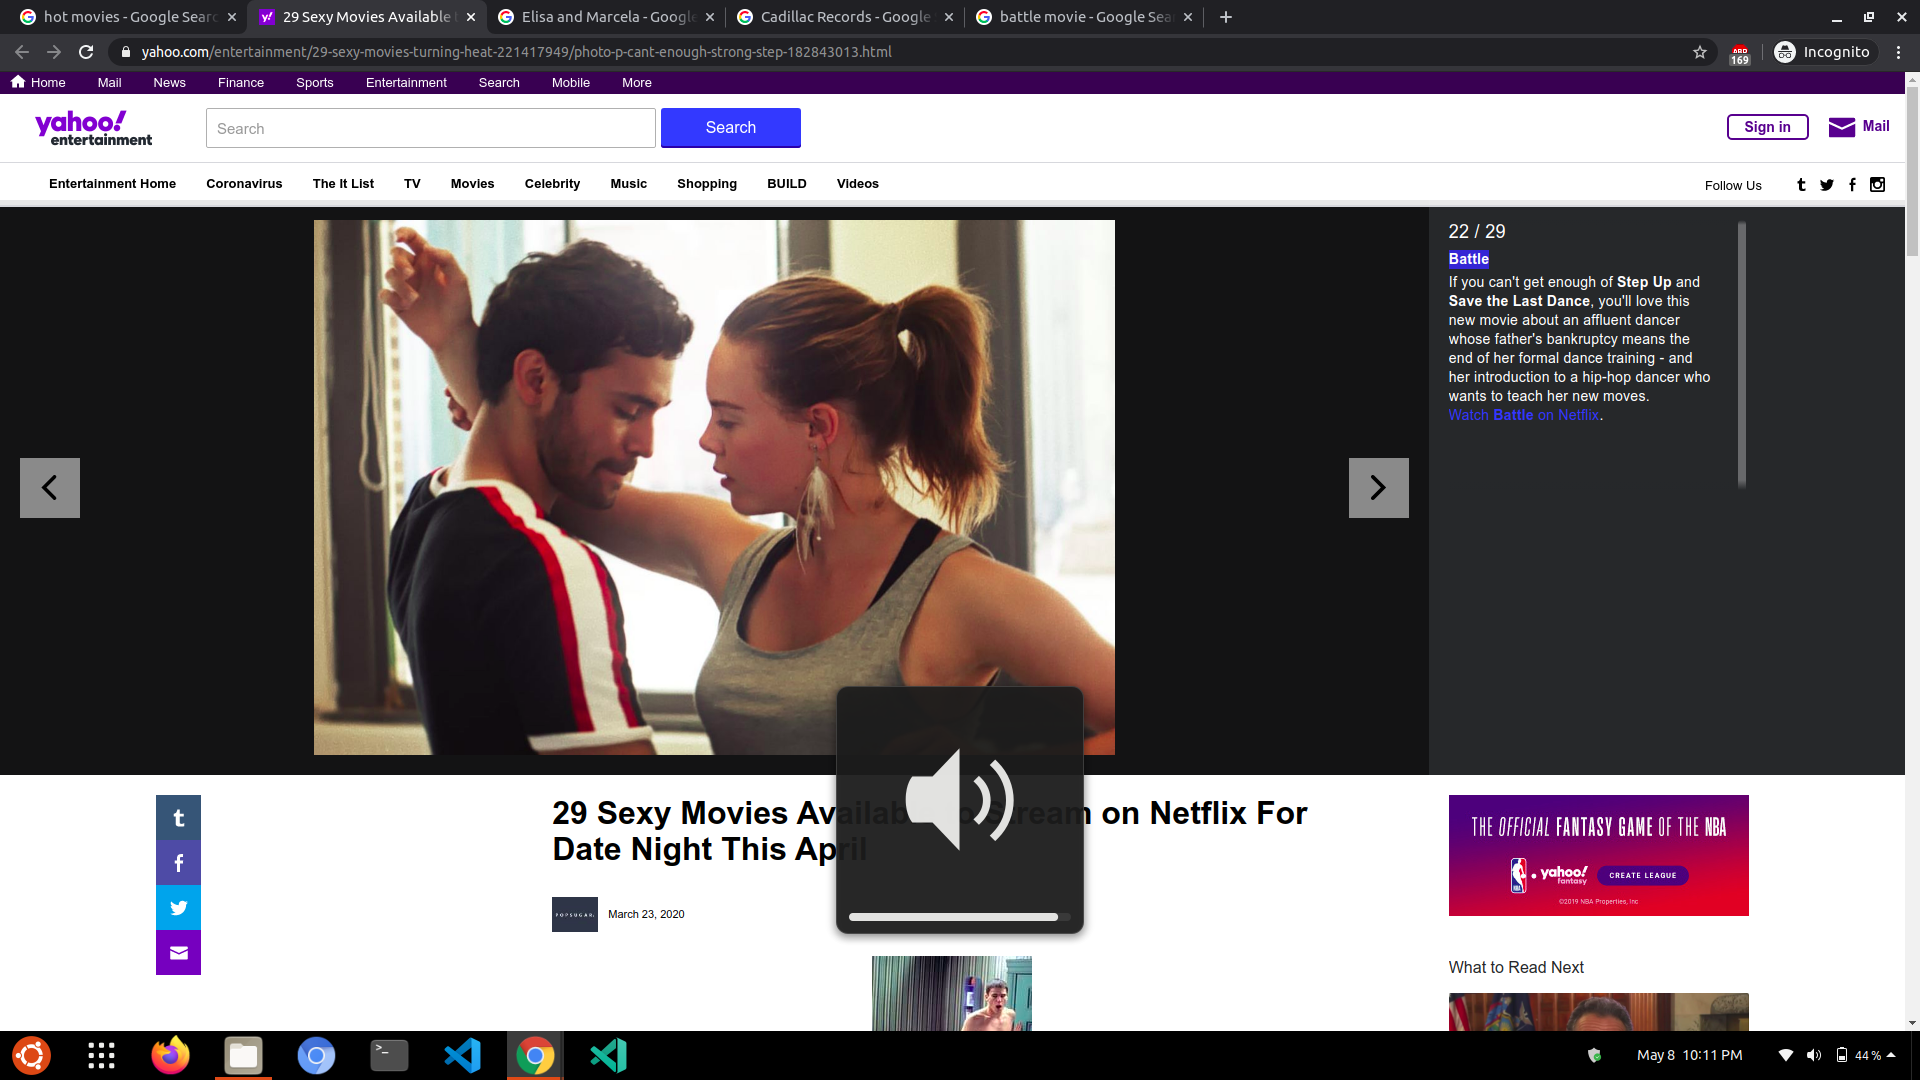 hot movies - Google Sear
29 Sexy Movies Available
Elisa and Marcela - Google
Cadillac Records - Google
battle movie - Google Sea
yahoo.com/entertainment/29-sexy-movies-turning-heat-221417949/photo-p-cant-enough-strong-step-182843013.html
ABP
169
Incognito
Home Mail News Finance Sports Entertainment Search Mobile More
yahoo!
entertainment
Search
Search
Sign in
Mail
Entertainment Home Coronavirus The It List TV Movies Celebrity Music Shopping BUILD Videos
Follow Us
22 / 29
Battle
If you can't get enough of Step Up and
Save the Last Dance, you'll love this
new movie about an affluent dancer
whose father's bankruptcy means the
end of her formal dance training - and
her introduction to a hip-hop dancer who
wants to teach her new moves.
Watch Battle on Netflix.
29 Sexy Movies Available to Stream on Netflix For
Date Night This April
POPSUGAR.
March 23, 2020
THE OFFICIAL FANTASY GAME OF THE NBA
NBA
yahoo!
fantasy
CREATE LEAGUE
©2019 NBA Properties, Inc
What to Read Next
May 8 10:11 PM
44 %